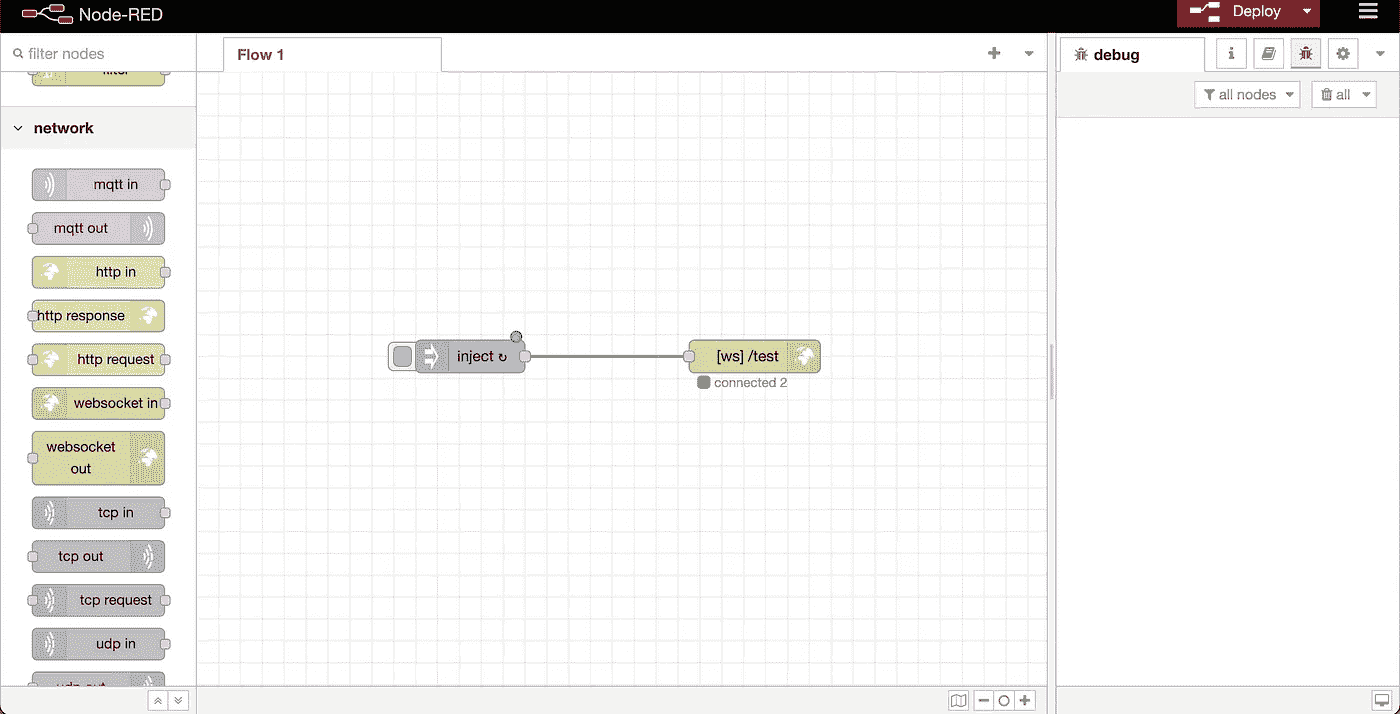 Node-RED
Deploy
filter nodes
Flow 1
debug
i
all nodes
all
filter
network
mqtt in
mqtt out
http in
http response
http request
websocket in
websocket
out
tcp in
tcp out
tcp request
udp in
udp out
inject ↻
[ws] /test
connected 2